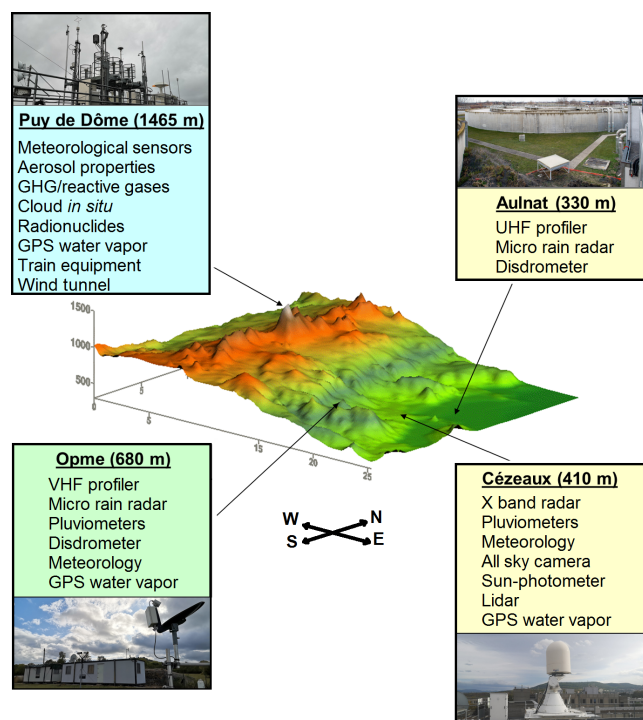 Puy de Dôme (1465 m)
Meteorological sensors
Aerosol properties
GHG/reactive gases
Cloud in situ
Radionuclides
GPS water vapor
Train equipment
Wind tunnel
Aulnat (330 m)
UHF profiler
Micro rain radar
Disdrometer
1500
1000
500
0
5
5
15
20
25
Opme (680 m)
VHF profiler
Micro rain radar
Pluviometers
Disdrometer
Meteorology
GPS water vapor
W
N
S
E
Cézeaux (410 m)
X band radar
Pluviometers
Meteorology
All sky camera
Sun-photometer
Lidar
GPS water vapor